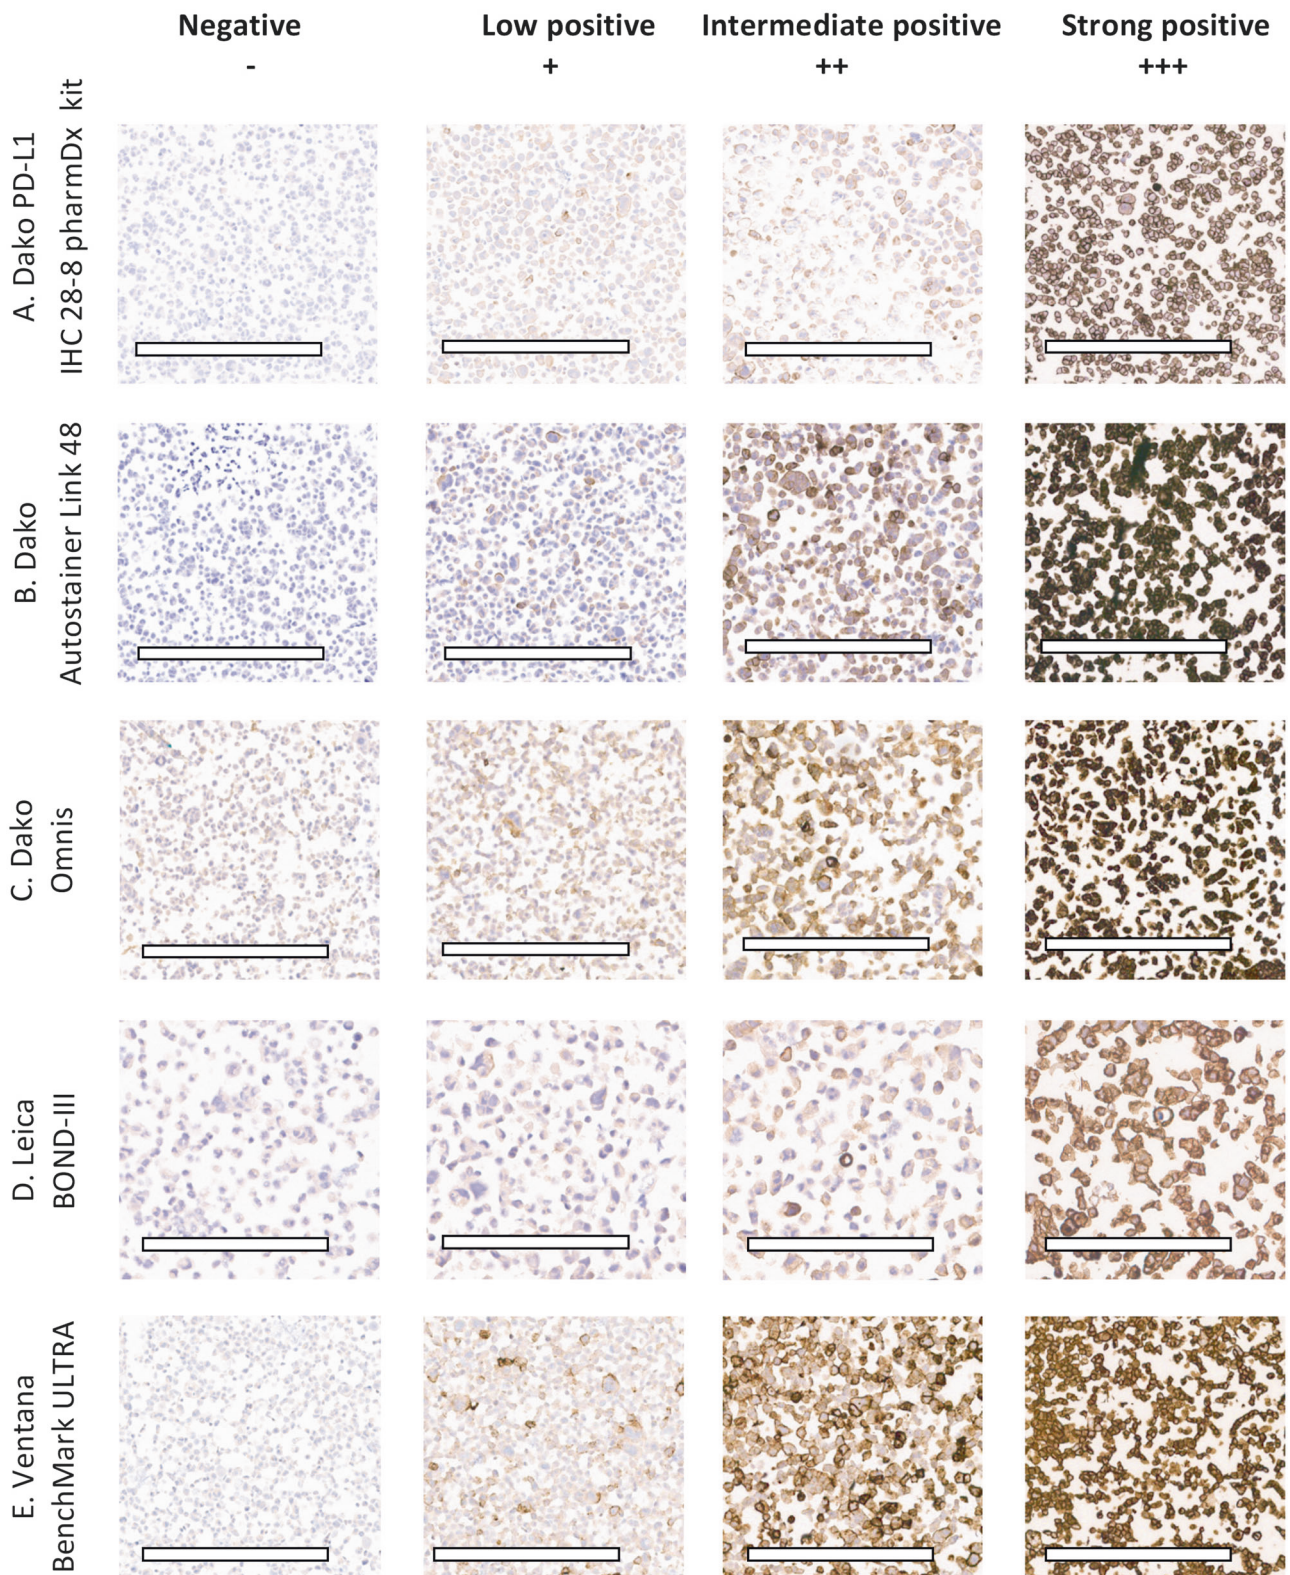 Negative
Low positive
Intermediate positive
Strong positive
-
+
++
+++
A. Dako PD-L1
IHC 28-8 pharmDx kit
B. Dako
Autostainer Link 48
C. Dako
Omnis
D. Leica
BOND-III
E. Ventana
BenchMark ULTRA